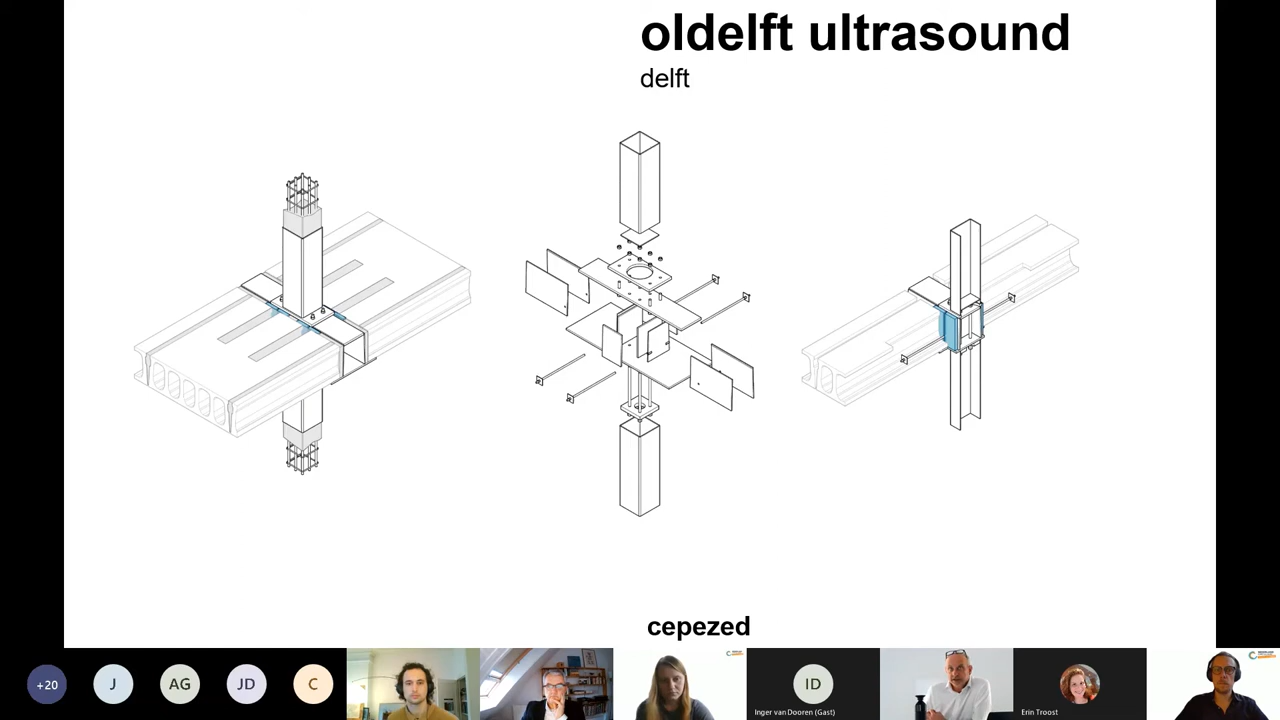 oldelft ultrasound
delft
cepezed
+20
J
AG
JD
C
ID
Inger van Dooren (Gast)
Erin Troost